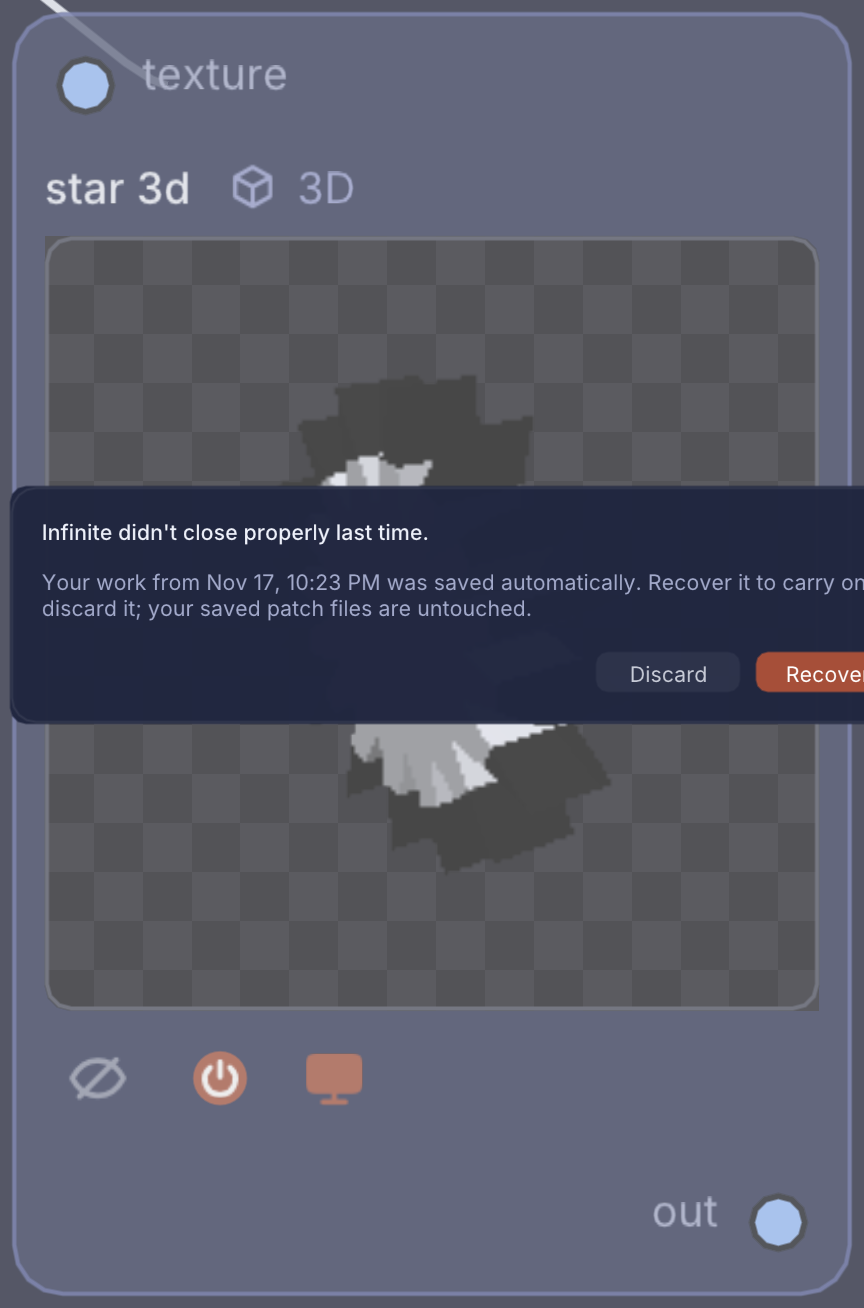 texture
star 3d 3D
Infinite didn't close properly last time.
Your work from Nov 17, 10:23 PM was saved automatically. Recover it to carry on
discard it; your saved patch files are untouched.
Discard Recover
out